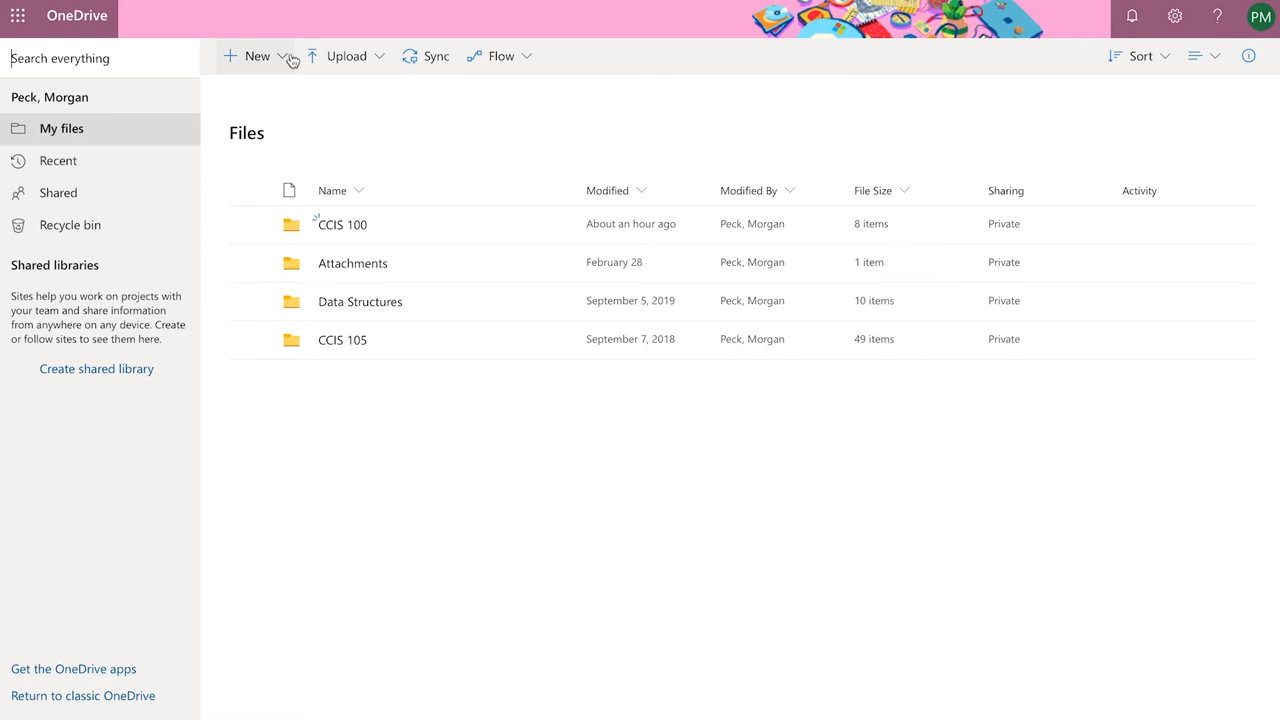 OneDrive
PM
Search everything
New
Upload
Sync
Flow
Sort
Peck, Morgan
My files
Recent
Shared
Recycle bin
Shared libraries
Sites help you work on projects with
your team and share information
from anywhere on any device. Create
or follow sites to see them here.
Create shared library
Get the OneDrive apps
Return to classic OneDrive
Files
Name Modified Modified By File Size Sharing Activity
CCIS 100 About an hour ago Peck, Morgan 8 items Private
Attachments February 28 Peck, Morgan 1 item Private
Data Structures September 5, 2019 Peck, Morgan 10 items Private
CCIS 105 September 7, 2018 Peck, Morgan 49 items Private